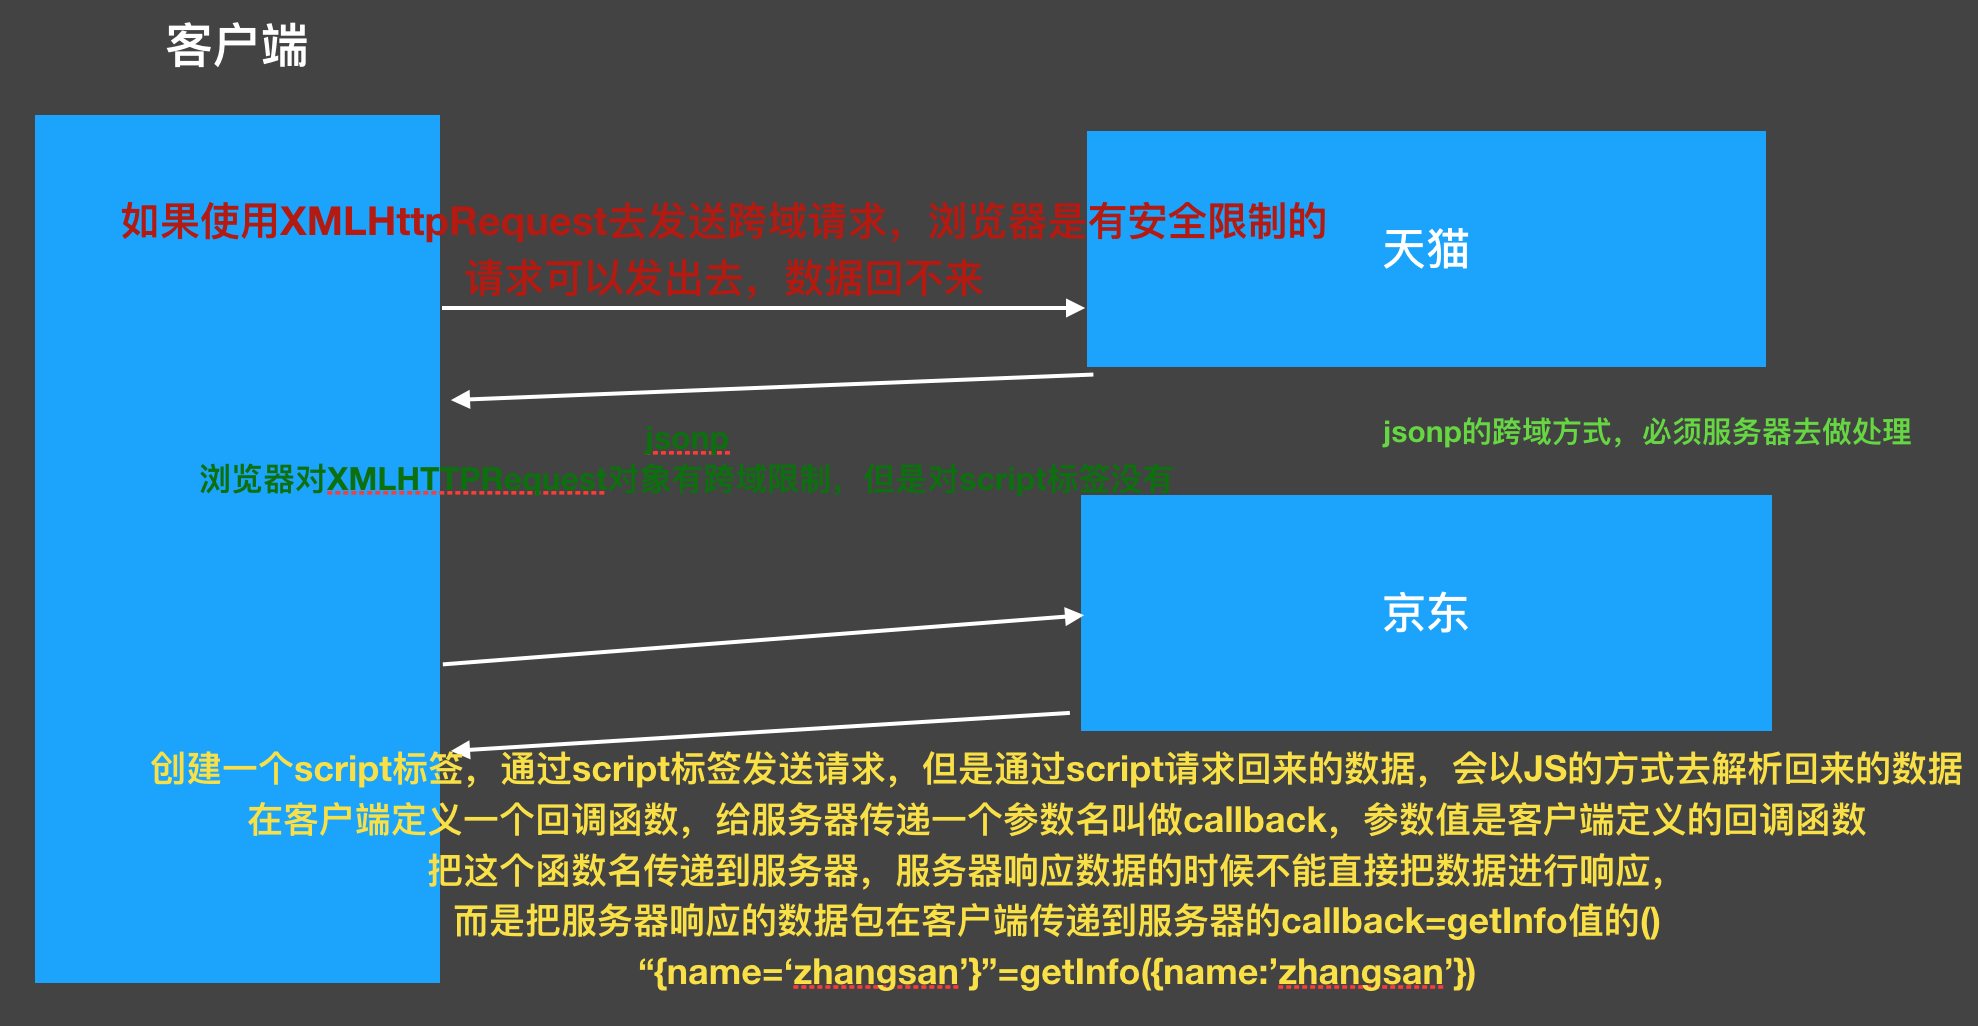 客户端
如果使用XMLHttpRequest去发送跨域请求，浏览器是有安全限制的
请求可以发出去，数据回不来
天猫
jsonp
浏览器对XMLHTTPRequest对象有跨域限制，但是对script标签没有
jsonp的跨域方式，必须服务器去做处理
京东
创建一个script标签，通过script标签发送请求，但是通过script请求回来的数据，会以JS的方式去解析回来的数据
在客户端定义一个回调函数，给服务器传递一个参数名叫做callback，参数值是客户端定义的回调函数
把这个函数名传递到服务器，服务器响应数据的时候不能直接把数据进行响应，
而是把服务器响应的数据包在客户端传递到服务器的callback=getInfo值的()
“{name=‘zhangsan’}”=getInfo({name:’zhangsan’})